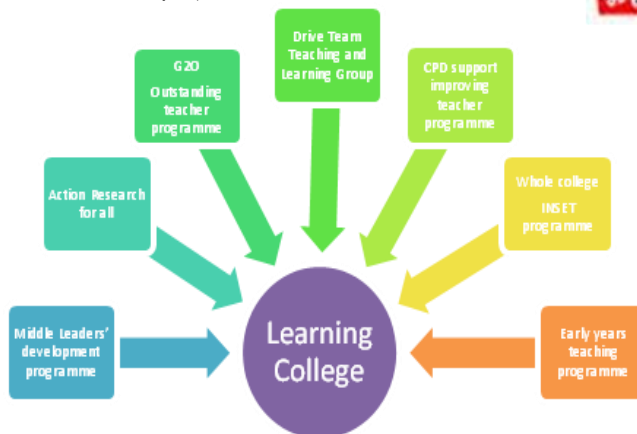 Drive Team
Teaching and
Learning Group
G2O
Outstanding
teacher
programme
CPD support
improving
teacher
programme
Action Research
for all
Whole college
INSET
programme
Middle Leaders'
development
programme
Learning
College
Early years
teaching
programme